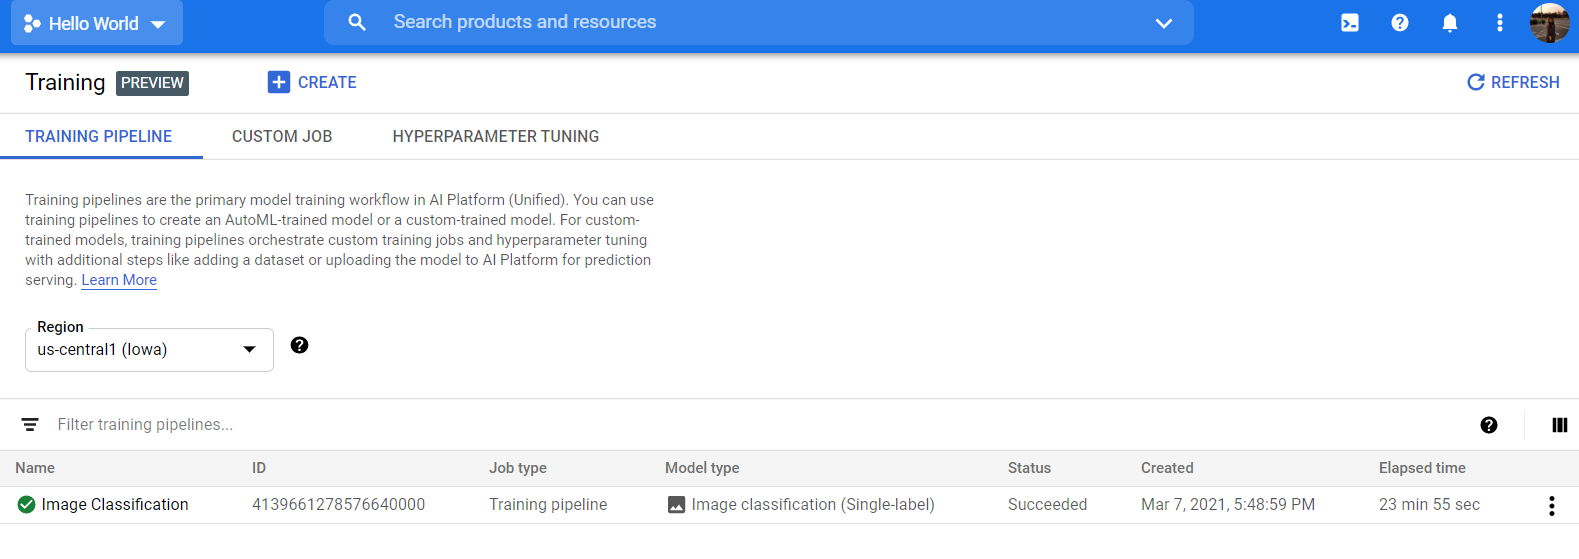 Hello World
Search products and resources
Training PREVIEW CREATE REFRESH
TRAINING PIPELINE CUSTOM JOB HYPERPARAMETER TUNING
Training pipelines are the primary model training workflow in AI Platform (Unified). You can use
training pipelines to create an AutoML-trained model or a custom-trained model. For custom-
trained models, training pipelines orchestrate custom training jobs and hyperparameter tuning
with additional steps like adding a dataset or uploading the model to AI Platform for prediction
serving. Learn More
Region
us-central1 (Iowa)
Filter training pipelines...
Name ID Job type Model type Status Created Elapsed time
Image Classification 4139661278576640000 Training pipeline Image classification (Single-label) Succeeded Mar 7, 2021, 5:48:59 PM 23 min 55 sec